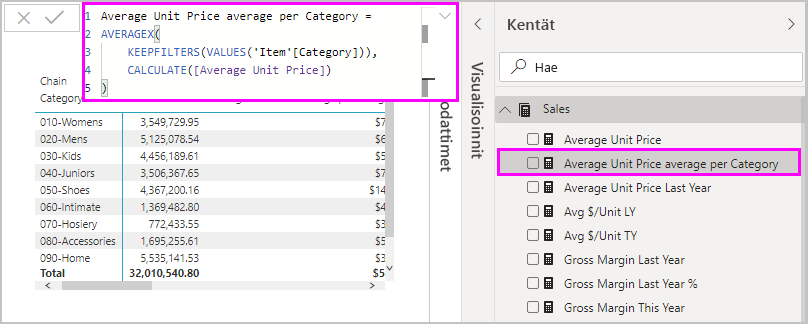 1 Average Unit Price average per Category =
2 AVERAGEX(
3 KEEPFILTERS(VALUES('Item'[Category])),
4 CALCULATE([Average Unit Price])
5 )
Chain
Category
010-Womens 3,549,729.95 $7
020-Mens 5,125,078.54 $6
030-Kids 4,456,189.61 $5
040-Juniors 3,506,367.65 $7
050-Shoes 4,367,200.16 $14
060-Intimate 1,369,482.80 $4
070-Hosiery 772,433.55 $3
080-Accessories 1,695,255.61 $5
090-Home 5,535,141.53 $3
Total 32,010,540.80 $5
odattimet
Visualisoinnit
Kentät
Hae
Sales
Average Unit Price
Average Unit Price average per Category
Average Unit Price Last Year
Avg $/Unit LY
Avg $/Unit TY
Gross Margin Last Year
Gross Margin Last Year %
Gross Margin This Year